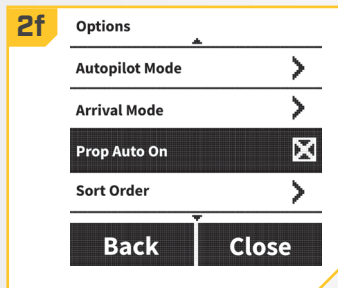 2f
Options
Autopilot Mode
Arrival Mode
Prop Auto On
Sort Order
Back Close